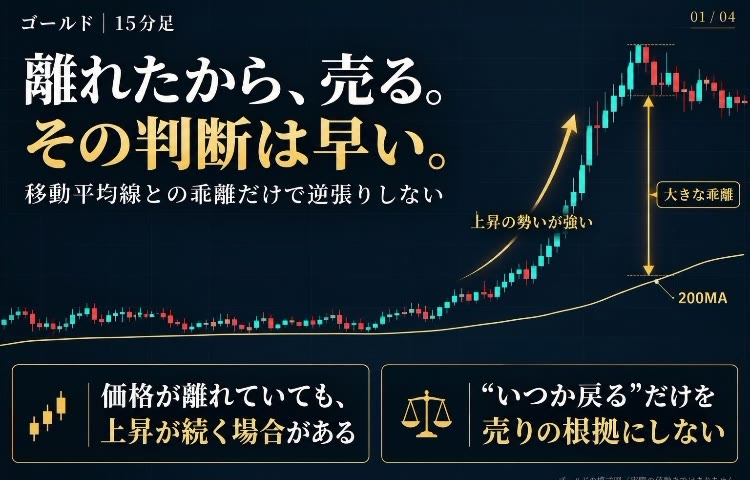 ゴールド｜15分足
01 / 04
離れたから、売る。
その判断は早い。
移動平均線との乖離だけで逆張りしない
上昇の勢いが強い
大きな乖離
200MA
価格が離れていても、
上昇が続く場合がある
“いつか戻る”だけを
売りの根拠にしない